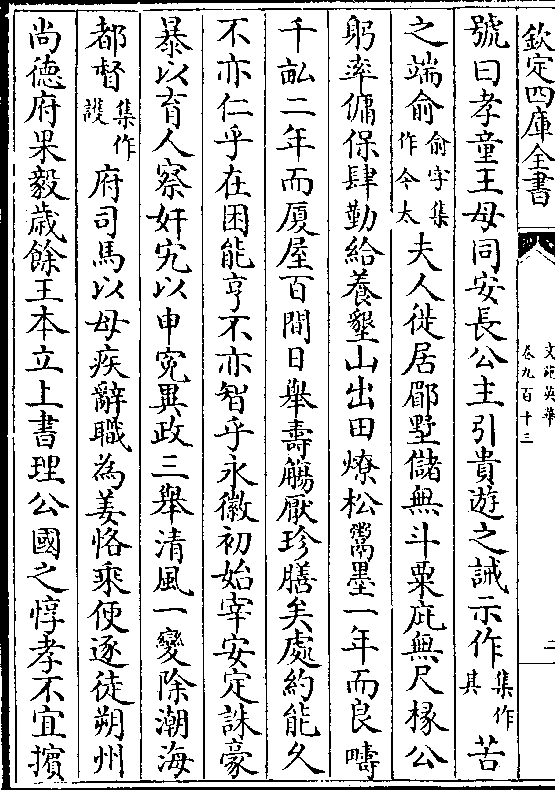 欽定四庫全書
文苑英華
卷九百十三
二
號曰孝童王母同安長公主引貴遊之誡示作集作其苦
之端俞俞字集作令太夫人徙居郿墅儲無斗粟庇無尺椽公
躬率傭保肆勤給養墾山出田燎松鬻墨一年而良疇
千畝二年而厦屋百間日舉壽觴厭珍膳矣處約能久
不亦仁乎在困能亨不亦智乎永徽初始宰安定誅豪
暴以育人察奸宄以申寃異政三舉清風一變除潮海
都督集作護府司馬以母疾辭職為姜恪乘便逐徒朔州
尚德府果毅歲餘王本立上書理公國之惇孝不宜擯